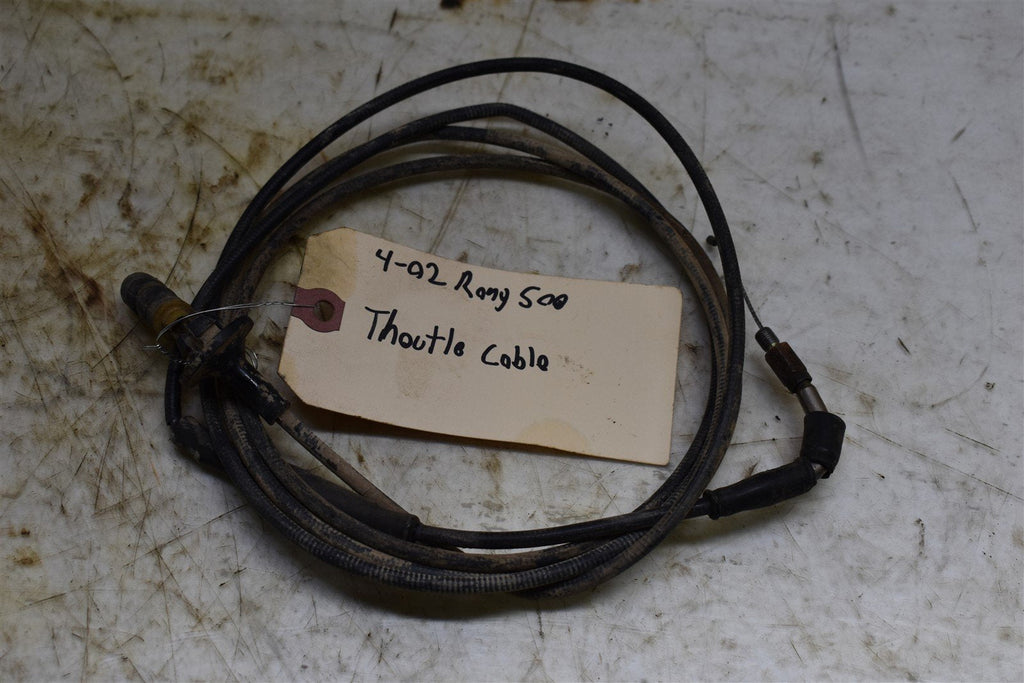 4-02 Rang 500
Thoutle Cable